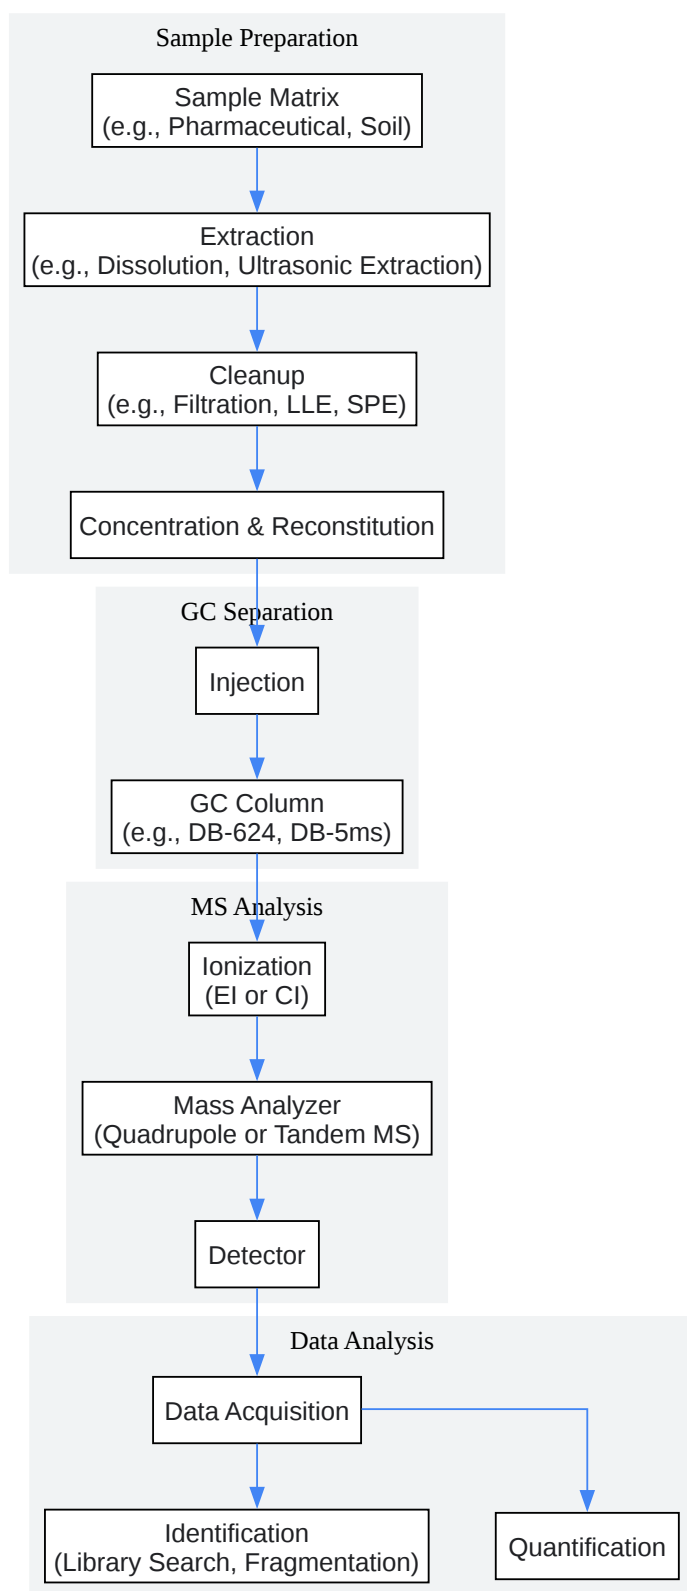 Sample Preparation
Sample Matrix
(e.g., Pharmaceutical, Soil)
Extraction
(e.g., Dissolution, Ultrasonic Extraction)
Cleanup
(e.g., Filtration, LLE, SPE)
Concentration & Reconstitution
GC Separation
Injection
GC Column
(e.g., DB-624, DB-5ms)
MS Analysis
Ionization
(EI or CI)
Mass Analyzer
(Quadrupole or Tandem MS)
Detector
Data Analysis
Data Acquisition
Identification
(Library Search, Fragmentation)
Quantification